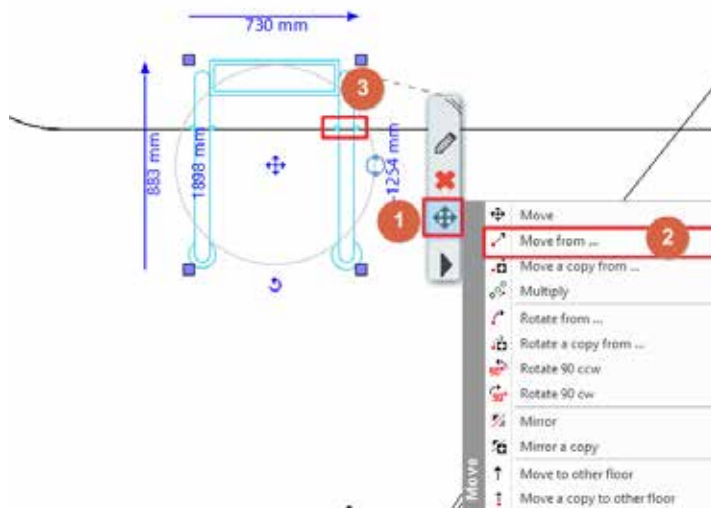 730 mm
3
883 mm
1898 mm
-1254 mm
1
Move
Move from ...
2
Move a copy from ...
Multiply
Rotate from ...
Rotate a copy from ...
90°
Rotate 90 ccw
90°
Rotate 90 cw
Mirror
Mirror a copy
Move to other floor
Move a copy to other floor
Move